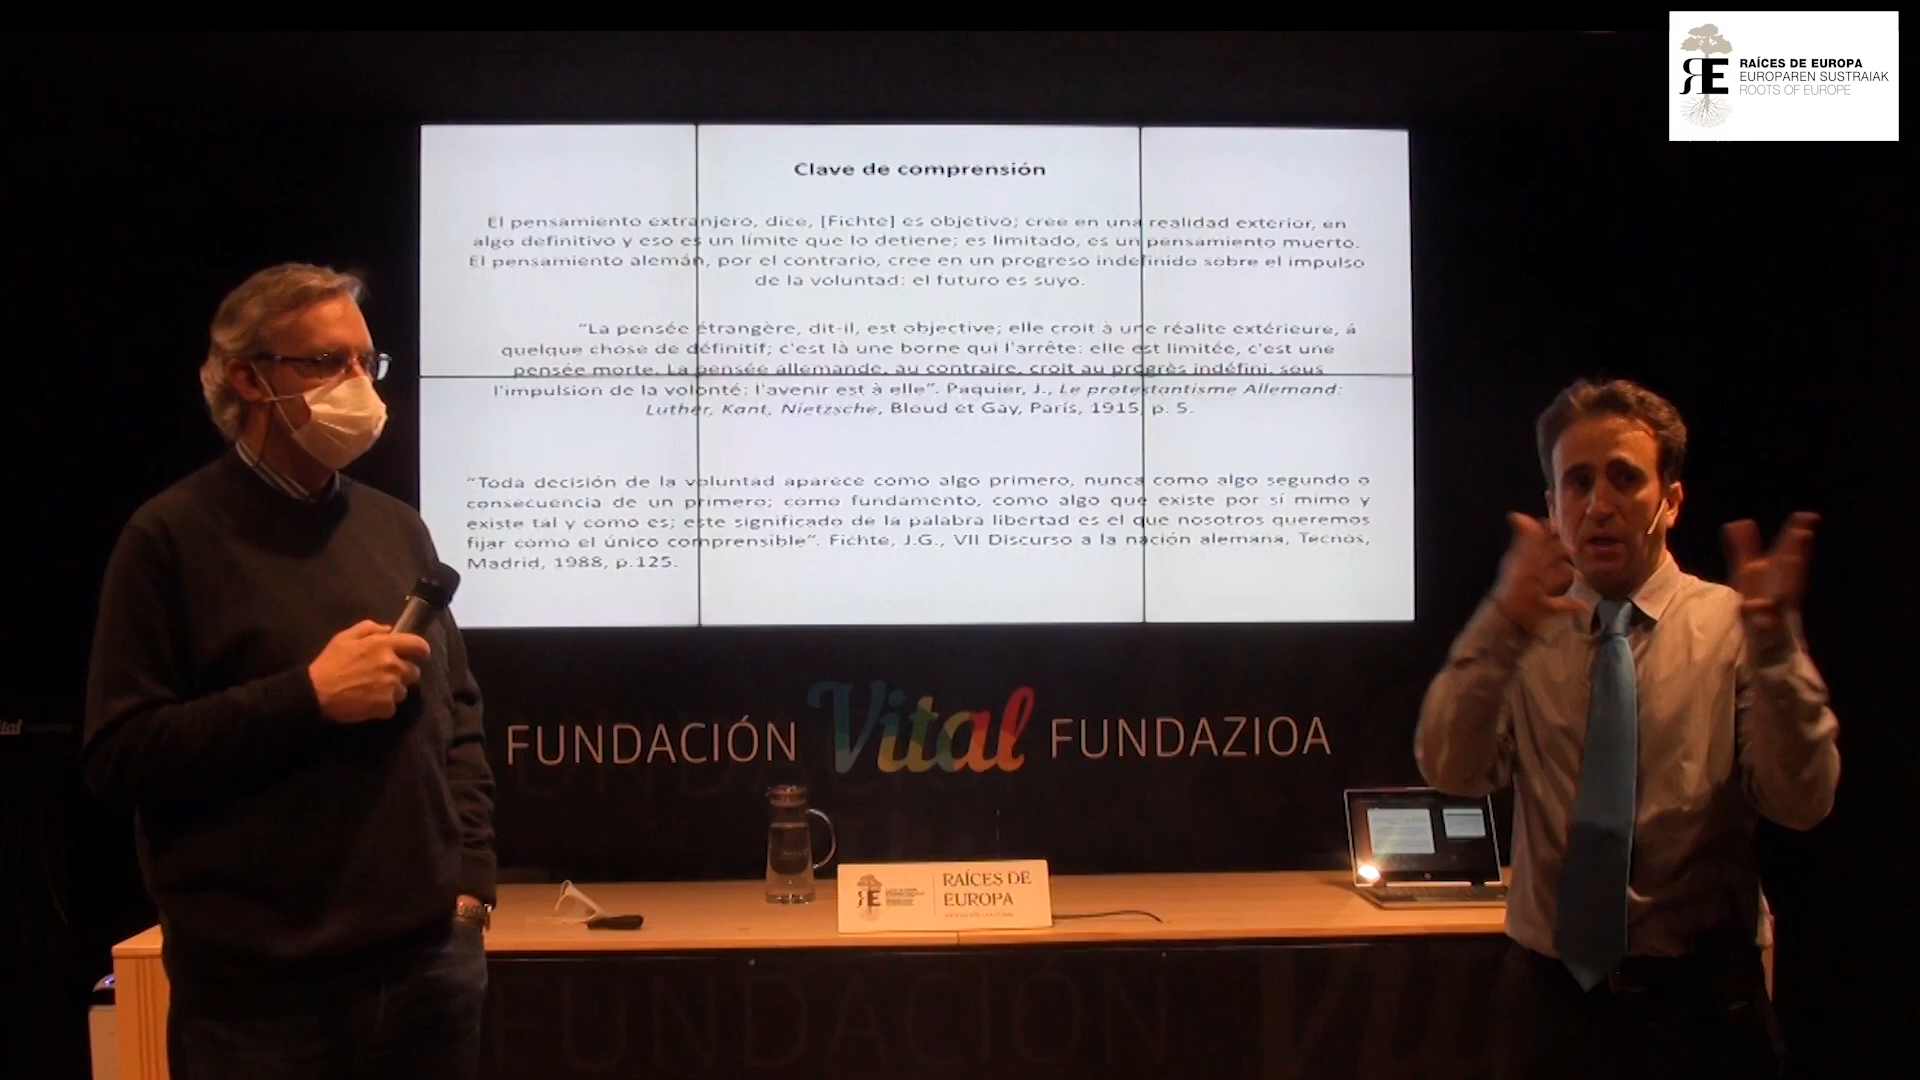 RAÍCES DE EUROPA
EUROPAREN SUSTRAIAK
ROOTS OF EUROPE
Clave de comprensión
El pensamiento extranjero, dice, [Fichte] es objetivo; cree en una realidad exterior, en
algo definitivo y eso es un límite que lo detiene; es limitado, es un pensamiento muerto.
El pensamiento alemán, por el contrario, cree en un progreso indefinido sobre el impulso
de la voluntad: el futuro es suyo.
“La pensée étrangère, dit-il, est objective; elle croit à une réalite extérieure, á
quelque chose de définitif; c'est là une borne qui l'arrête: elle est limitée, c'est une
pensée morte. La pensée allemande, au contraire, croit au progrès indéfini, sous
l'impulsion de la volonté; l'avenir est à elle”. Paquier, J., Le protestantisme Allemand:
Luther, Kant, Nietzsche, Bloud et Gay, París, 1915, p. 5.
“Toda decisión de la voluntad aparece como algo primero, nunca como algo segundo o
consecuencia de un primero; como fundamento, como algo que existe por sí mimo y
existe tal y como es; este significado de la palabra libertad es el que nosotros queremos
fijar como el único comprensible”. Fichte, J.G., VII Discurso a la nación alemana, Tecnos,
Madrid, 1988, p.125.
FUNDACIÓN Vital FUNDAZIOA
RAÍCES DE
EUROPA
FUNDACIÓN